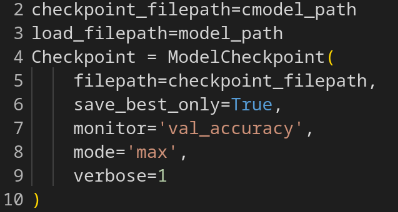 2 checkpoint_filepath=cmodel_path
3 load_filepath=model_path
4 Checkpoint = ModelCheckpoint(
5     filepath=checkpoint_filepath,
6     save_best_only=True,
7     monitor='val_accuracy',
8     mode='max',
9     verbose=1
10 )